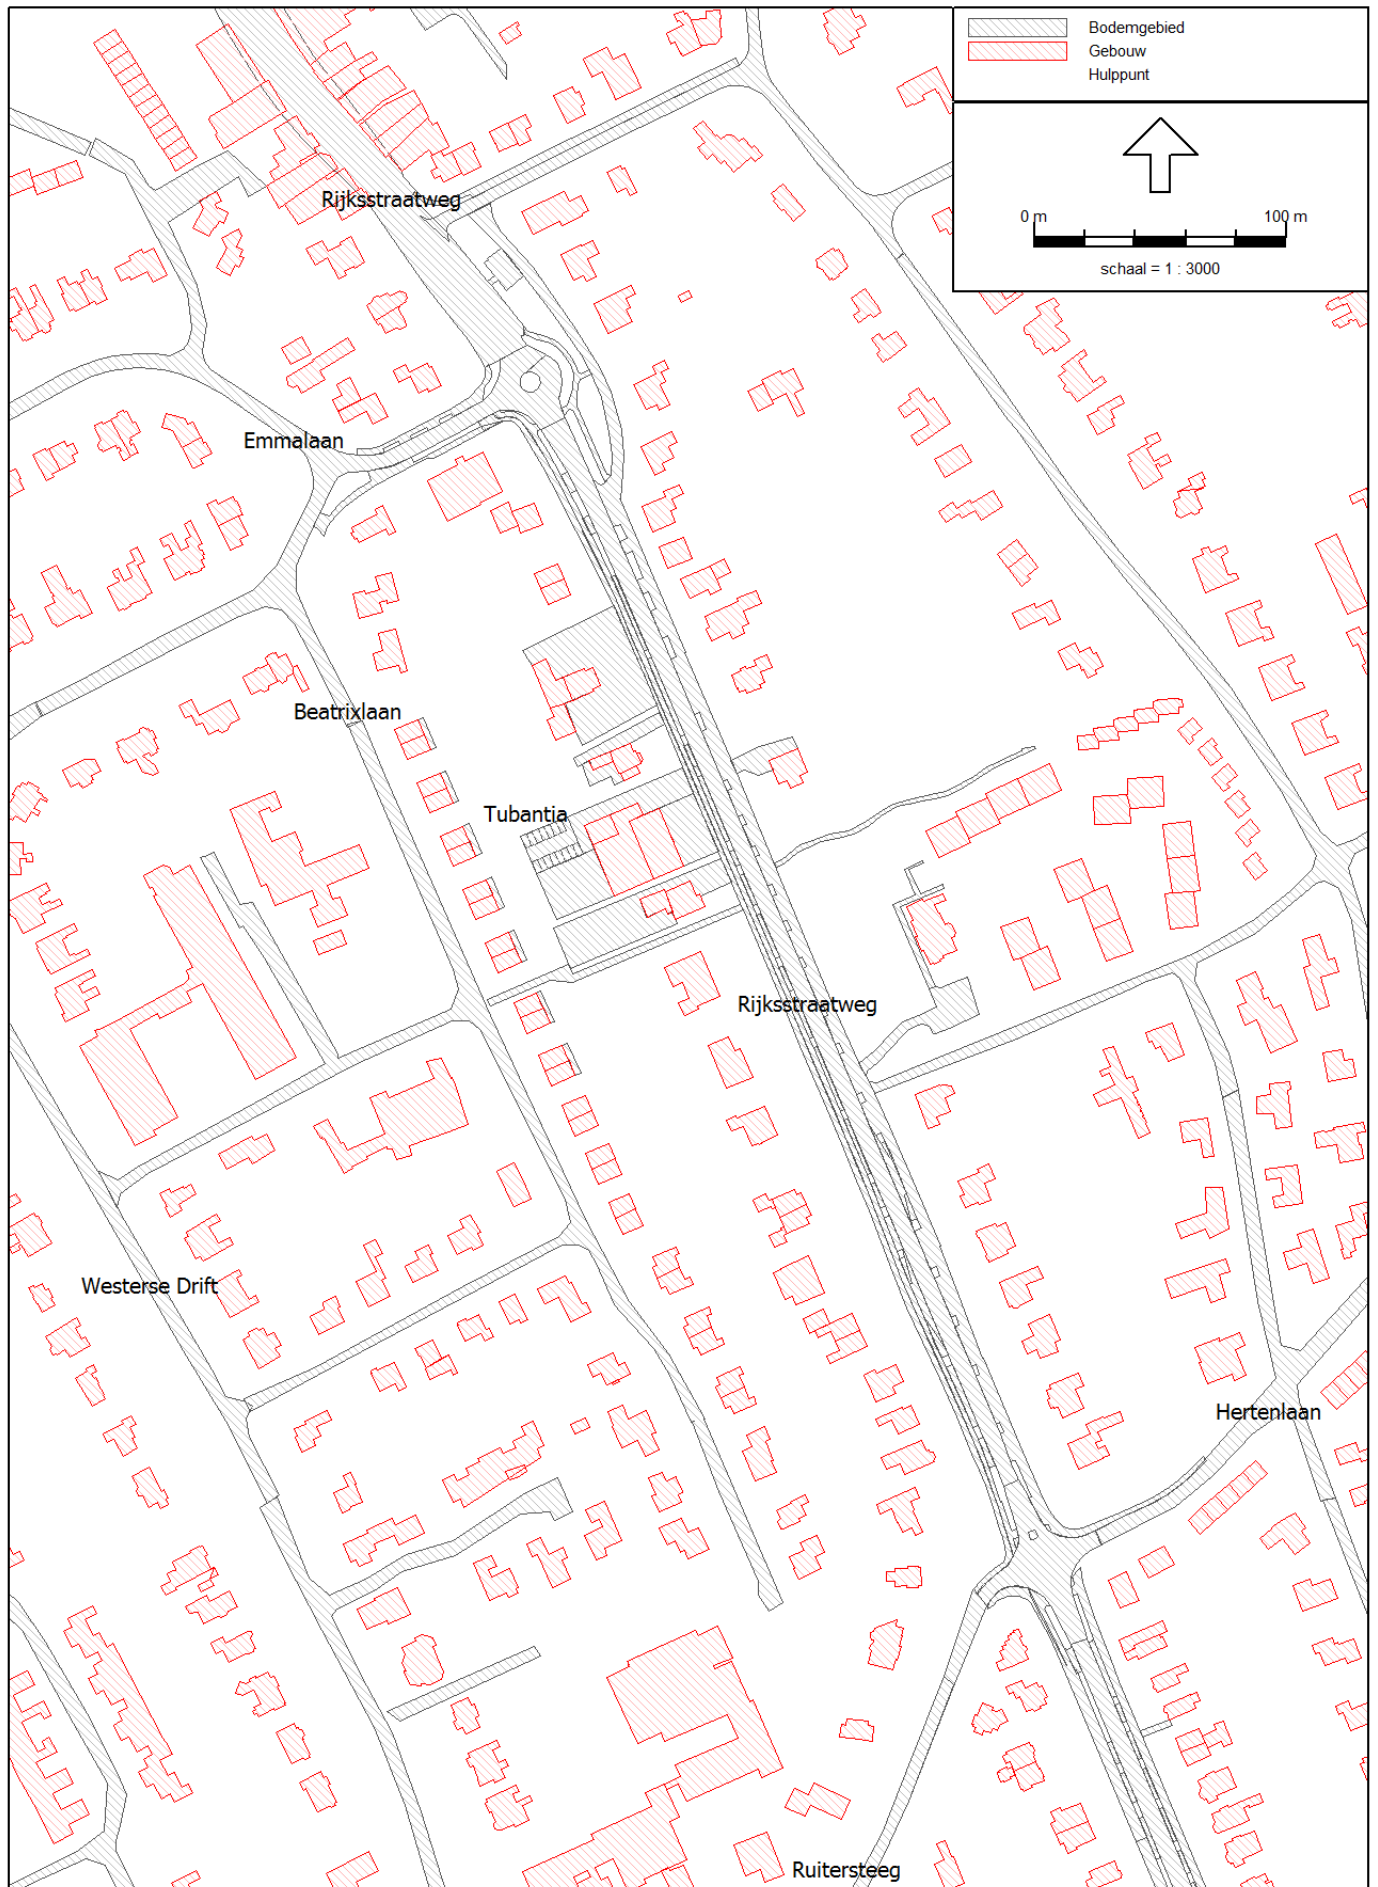 Bodemgebied
Gebouw
Hulppunt
0 m 100 m
schaal = 1 : 3000
Rijksstraatweg
Emmalaan
Beatrixlaan
Tubantia
Rijksstraatweg
Westerse Drift
Hertenlaan
Ruitersteeg